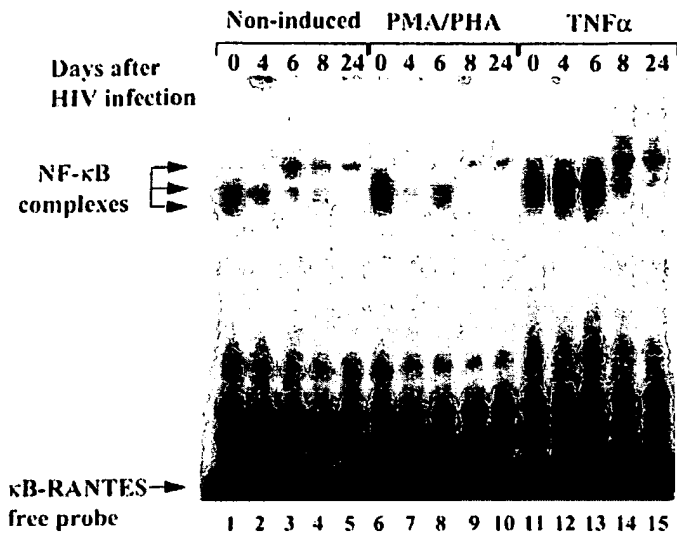 Non-induced PMA/PHA TNFα
Days after 0 4 6 8 24 0 4 6 8 24 0 4 6 8 24
HIV infection
NF-κB
complexes
κB-RANTES
free probe 1 2 3 4 5 6 7 8 9 10 11 12 13 14 15